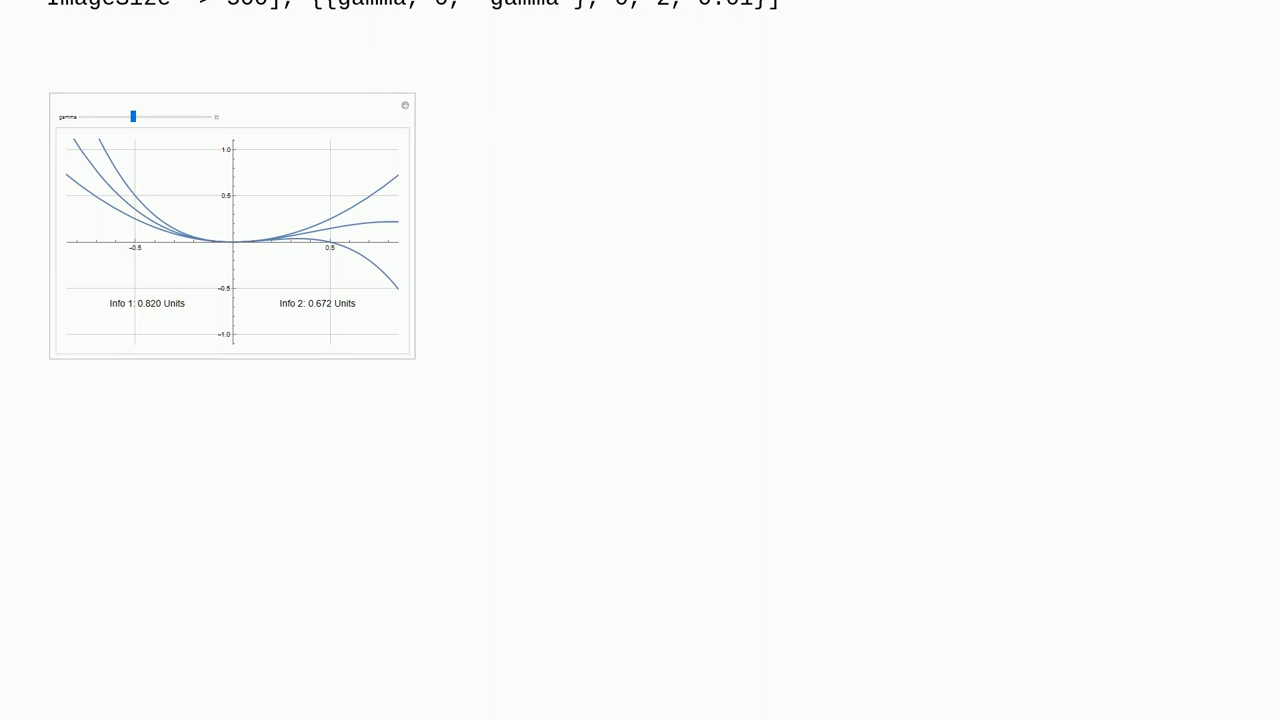 ImageSize -> 500], {{gamma, 0, "gamma"}, 0, 2, 0.01}]
gamma
1.0
0.5
-0.5 0.5
-0.5
Info 1: 0.820 Units Info 2: 0.672 Units
-1.0